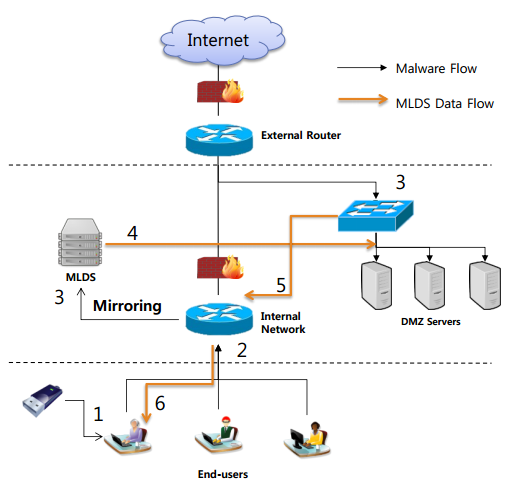 Internet
Malware Flow
MLDS Data Flow
External Router
3
4
MLDS
3
Mirroring
5
Internal
Network
DMZ Servers
2
1
6
End-users